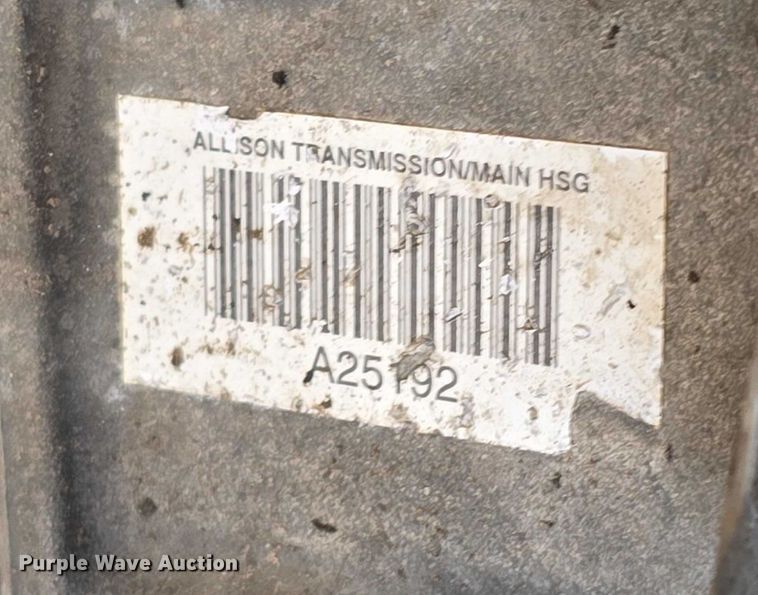 ALLISON TRANSMISSION/MAIN HSG
A25192
Purple Wave Auction